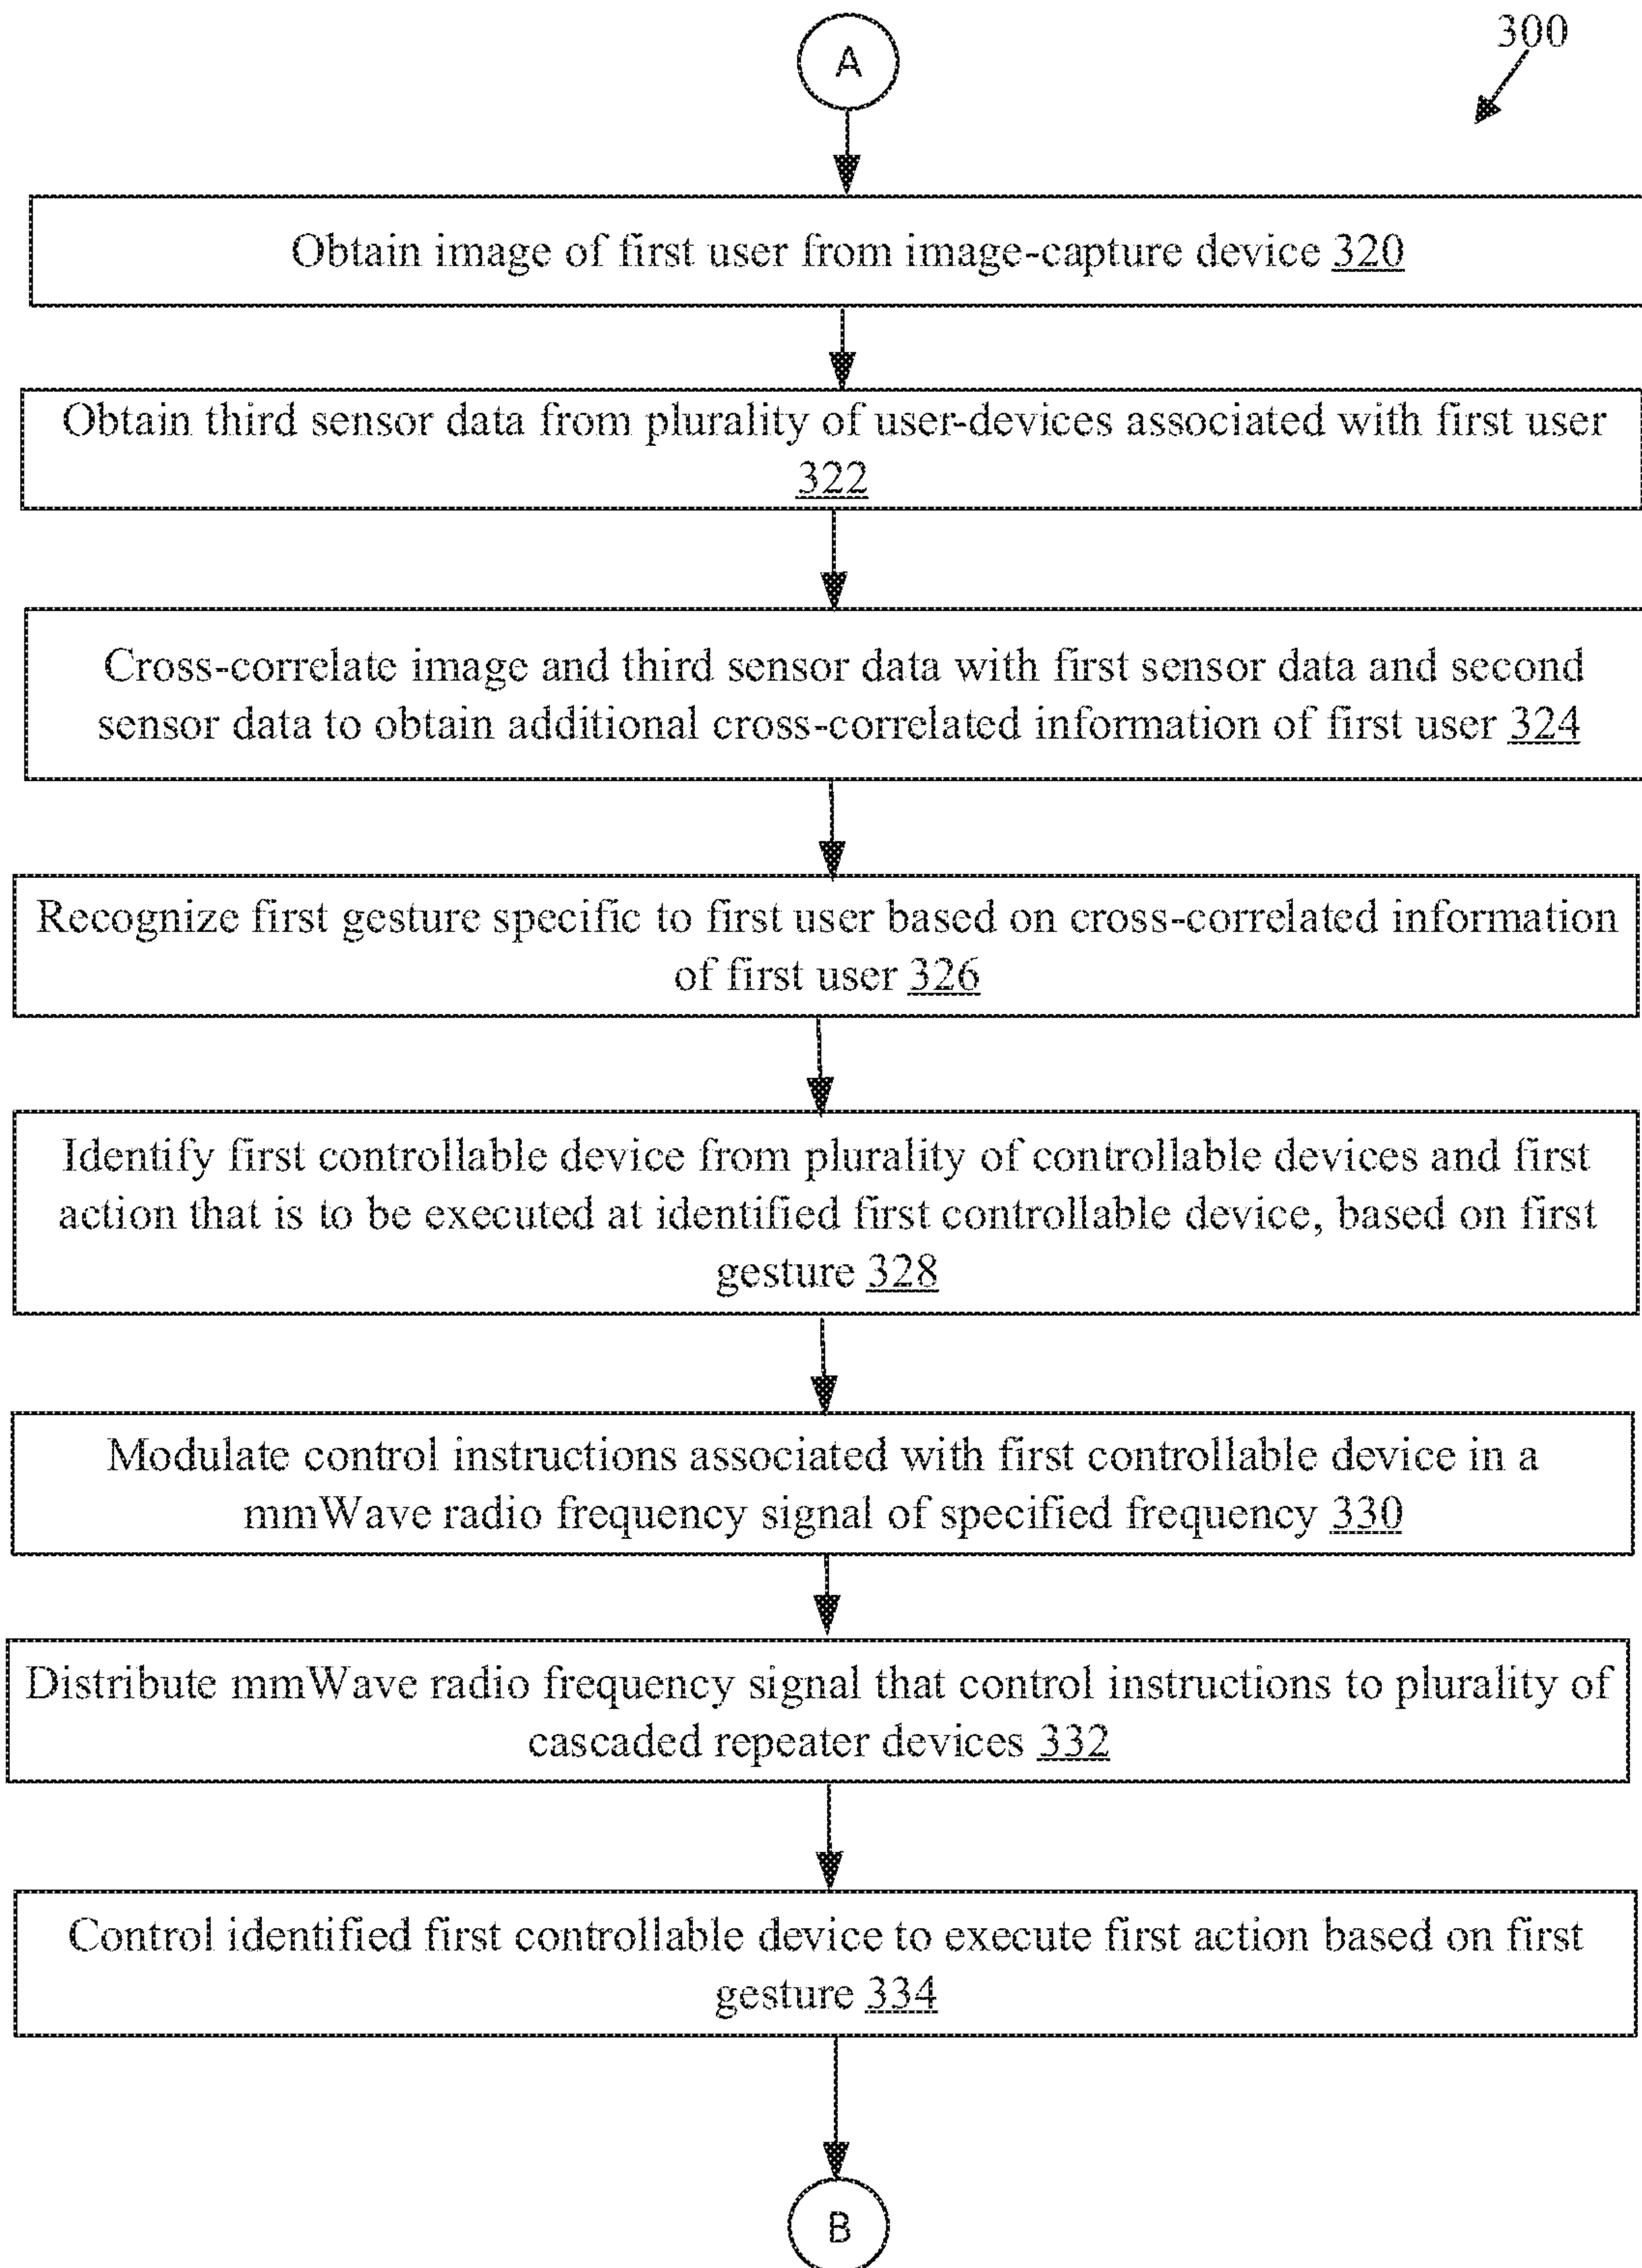 A
300
Obtain image of first user from image-capture device 320
Obtain third sensor data from plurality of user-devices associated with first user
322
Cross-correlate image and third sensor data with first sensor data and second
sensor data to obtain additional cross-correlated information of first user 324
Recognize first gesture specific to first user based on cross-correlated information
of first user 326
Identify first controllable device from plurality of controllable devices and first
action that is to be executed at identified first controllable device, based on first
gesture 328
Modulate control instructions associated with first controllable device in a
mmWave radio frequency signal of specified frequency 330
Distribute mmWave radio frequency signal that control instructions to plurality of
cascaded repeater devices 332
Control identified first controllable device to execute first action based on first
gesture 334
B